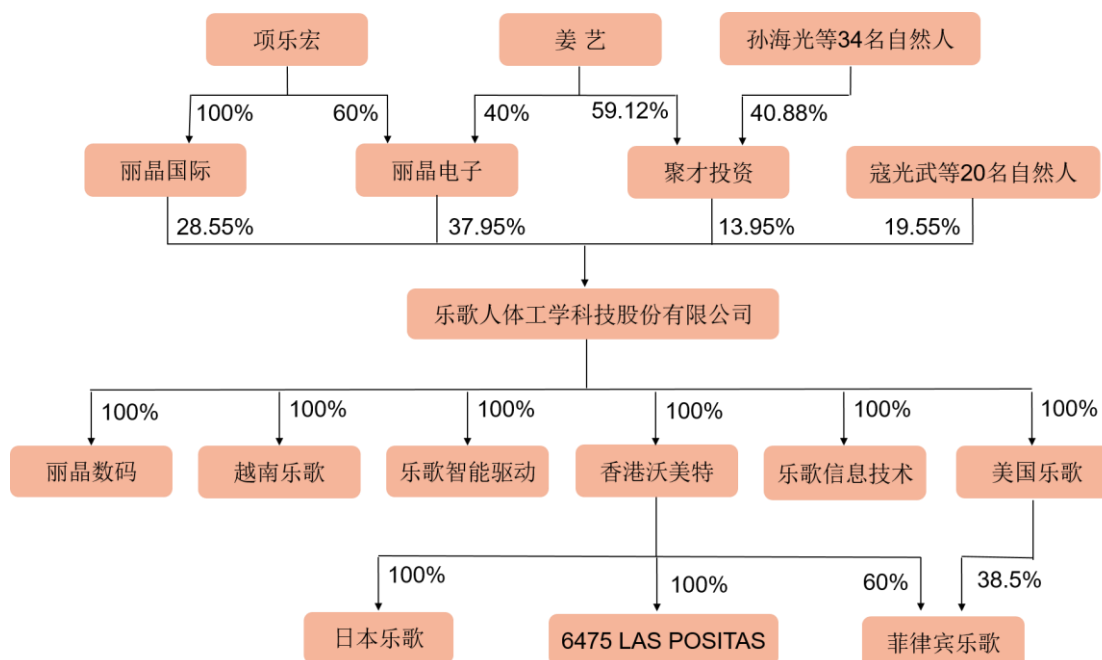 项乐宏
姜 艺
孙海光等34名自然人
100%
60%
40%
59.12%
40.88%
丽晶国际
丽晶电子
聚才投资
寇光武等20名自然人
28.55%
37.95%
13.95%
19.55%
乐歌人体工学科技股份有限公司
100%
100%
100%
100%
100%
100%
丽晶数码
越南乐歌
乐歌智能驱动
香港沃美特
乐歌信息技术
美国乐歌
100%
100%
60%
38.5%
日本乐歌
6475 LAS POSITAS
菲律宾乐歌